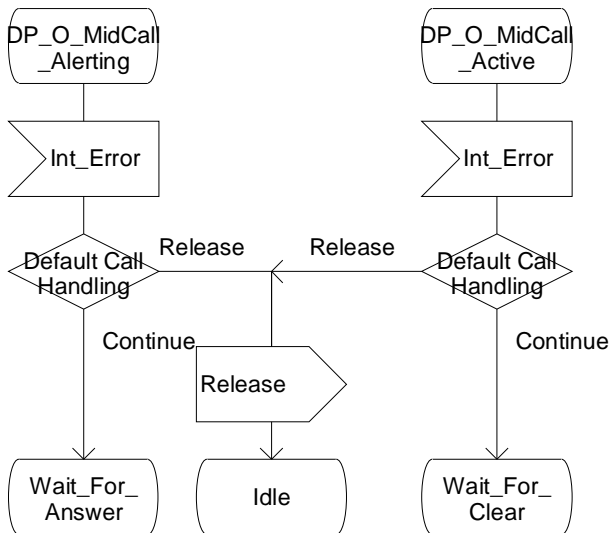 DP_O_MidCall
_Alerting
DP_O_MidCall
_Active
Int_Error
Int_Error
Default Call
Handling
Release
Release
Default Call
Handling
Continue
Release
Continue
Wait_For_
Answer
Idle
Wait_For_
Clear